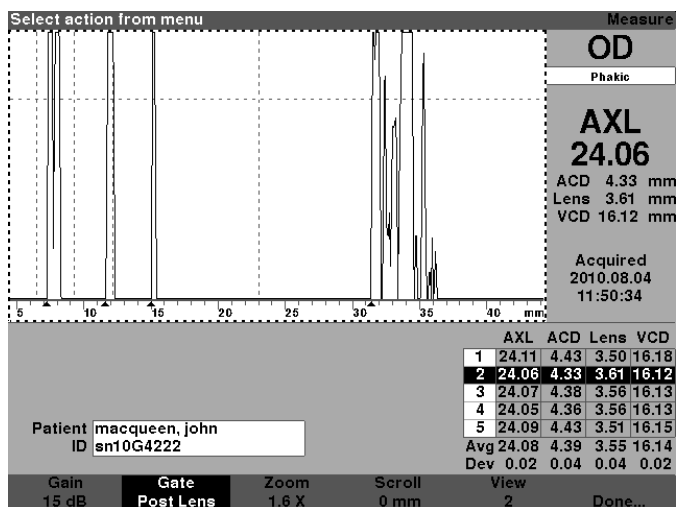 Select action from menu Measure
OD
Phakic
AXL
24.06
ACD 4.33 mm
Lens 3.61 mm
VCD 16.12 mm
Acquired
2010.08.04
11:50:34
5 10 15 20 25 30 35 40 mm
AXL ACD Lens VCD
1 24.11 4.43 3.50 16.18
2 24.06 4.33 3.61 16.12
3 24.07 4.38 3.56 16.13
4 24.05 4.36 3.56 16.13
5 24.09 4.43 3.51 16.15
Avg 24.08 4.39 3.55 16.14
Dev 0.02 0.04 0.04 0.02
Patient macqueen, john
ID sn10G4222
Gain Gate Zoom Scroll View
15 dB Post Lens 1.6 X 0 mm 2 Done...